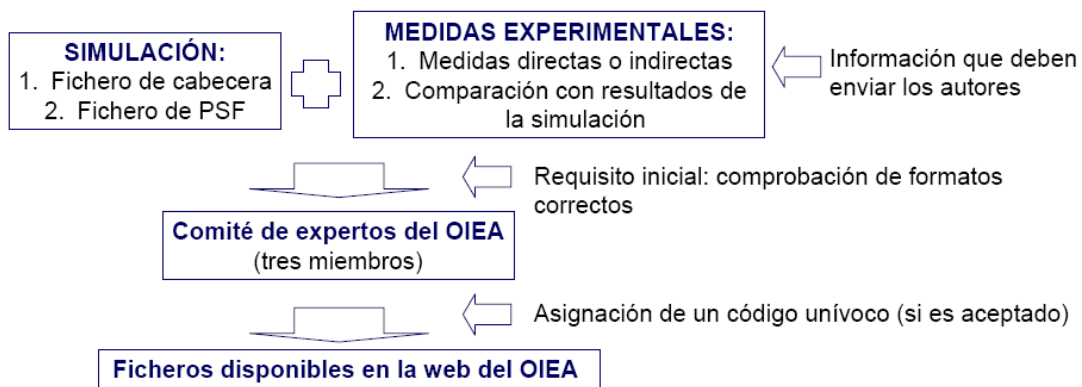 SIMULACIÓN:
1. Fichero de cabecera
2. Fichero de PSF
MEDIDAS EXPERIMENTALES:
1. Medidas directas o indirectas
2. Comparación con resultados de
la simulación
Información que deben
enviar los autores
Requisito inicial: comprobación de formatos
correctos
Comité de expertos del OIEA
(tres miembros)
Asignación de un código unívoco (si es aceptado)
Ficheros disponibles en la web del OIEA